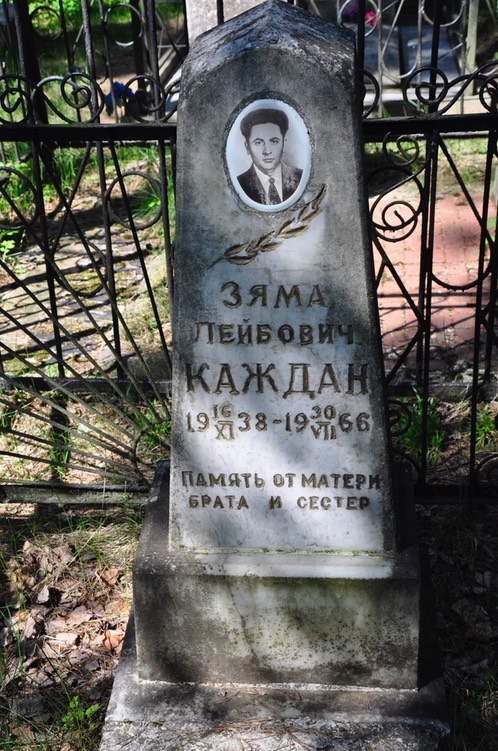 ЗЯМА
ЛЕЙБОВИЧ
КАЖДАН
19 16/XI 38-19 30/VII 66
ПАМЯТЬ ОТ МАТЕРИ
БРАТА И СЕСТЕР